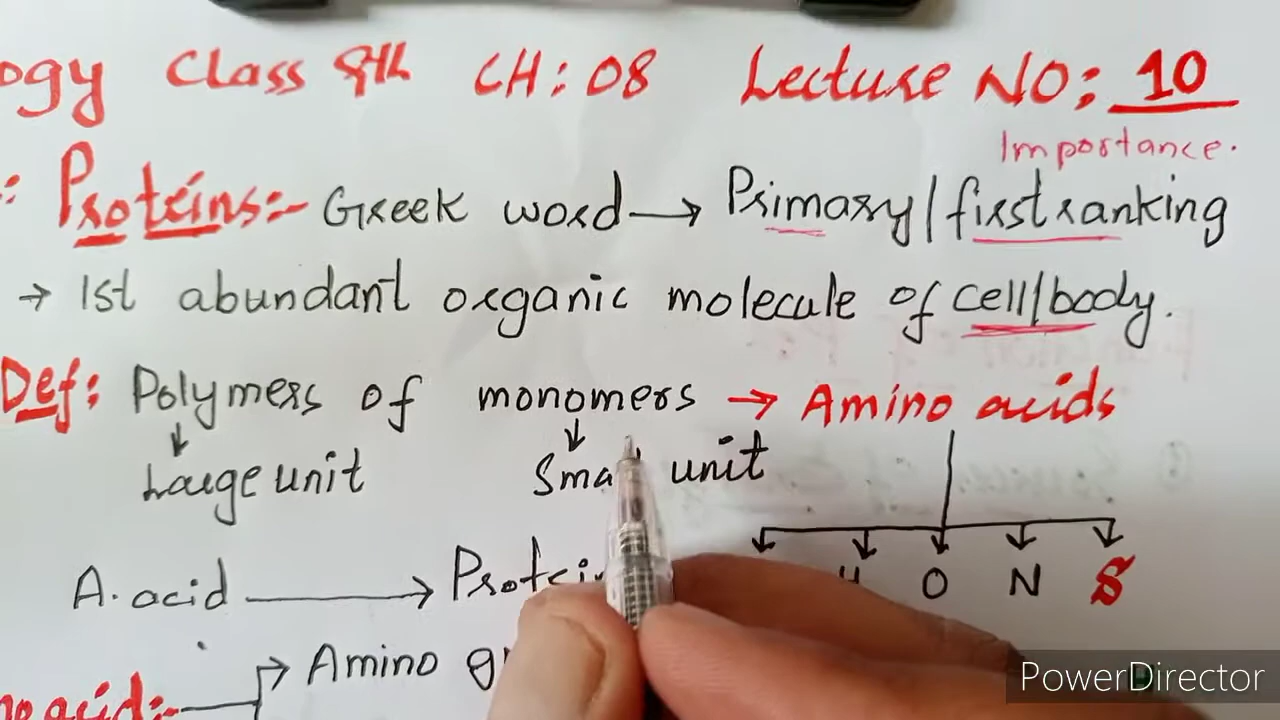 ogy Class 9th CH: 08 Lecture NO: 10
Importance.
: Proteins:- Greek word → Primary/first ranking
→ 1st abundant organic molecule of cell/body.
Def: Polymers of monomers → Amino acids
↓ ↓
Large unit Small unit
O N S
A. acid → Protein
Amino
acid:-
PowerDirector